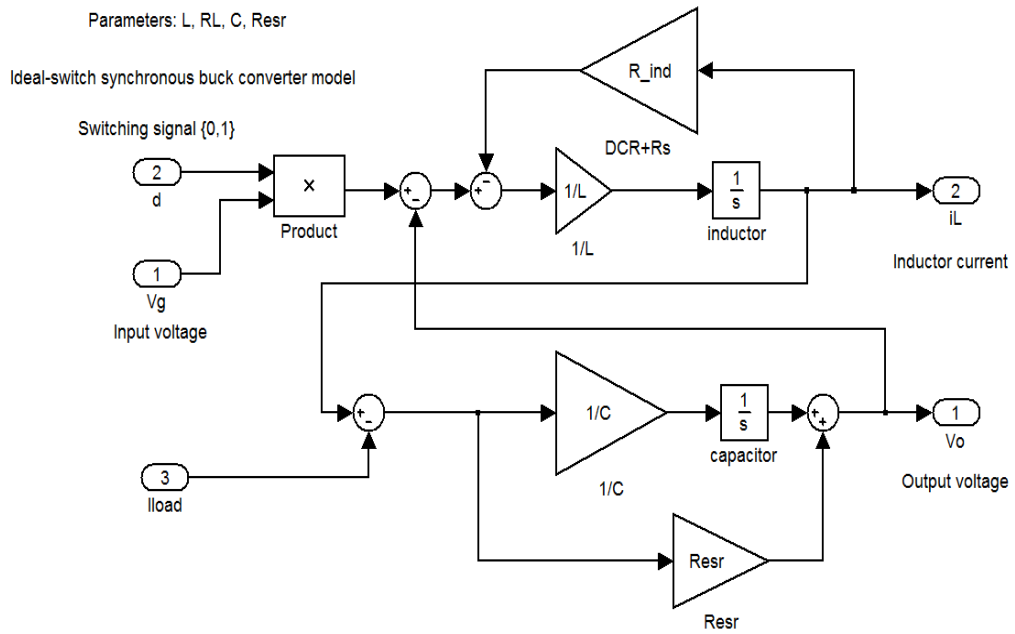 Parameters: L, RL, C, Resr
Ideal-switch synchronous buck converter model
Switching signal {0,1}
R_ind
DCR+Rs
2
d
×
Product
+
-
+
-
1/L
1/L
1
s
inductor
2
iL
Inductor current
1
Vg
Input voltage
+
-
1/C
1/C
1
s
capacitor
+
+
1
Vo
Output voltage
3
Iload
Resr
Resr